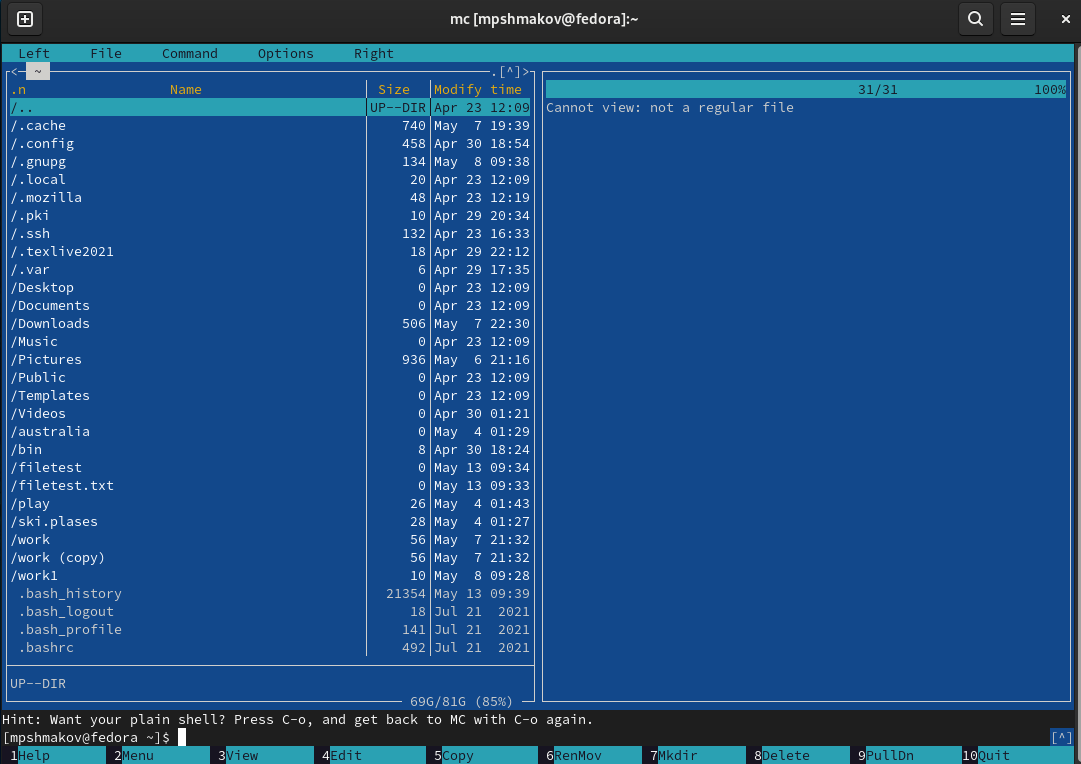 mc [mpshmakov@fedora]:~
Left File Command Options Right
<- ~ .[^]>
.n Name Size Modify time 31/31 100%
/.. UP--DIR Apr 23 12:09 Cannot view: not a regular file
/.cache 740 May 7 19:39
/.config 458 Apr 30 18:54
/.gnupg 134 May 8 09:38
/.local 20 Apr 23 12:09
/.mozilla 48 Apr 23 12:19
/.pki 10 Apr 29 20:34
/.ssh 132 Apr 23 16:33
/.texlive2021 18 Apr 29 22:12
/.var 6 Apr 29 17:35
/Desktop 0 Apr 23 12:09
/Documents 0 Apr 23 12:09
/Downloads 506 May 7 22:30
/Music 0 Apr 23 12:09
/Pictures 936 May 6 21:16
/Public 0 Apr 23 12:09
/Templates 0 Apr 23 12:09
/Videos 0 Apr 30 01:21
/australia 0 May 4 01:29
/bin 8 Apr 30 18:24
/filetest 0 May 13 09:34
/filetest.txt 0 May 13 09:33
/play 26 May 4 01:43
/ski.plases 28 May 4 01:27
/work 56 May 7 21:32
/work (copy) 56 May 7 21:32
/work1 10 May 8 09:28
.bash_history 21354 May 13 09:39
.bash_logout 18 Jul 21 2021
.bash_profile 141 Jul 21 2021
.bashrc 492 Jul 21 2021
UP--DIR
69G/81G (85%)
Hint: Want your plain shell? Press C-o, and get back to MC with C-o again.
[mpshmakov@fedora ~]$ [^]
1Help 2Menu 3View 4Edit 5Copy 6RenMov 7Mkdir 8Delete 9PullDn 10Quit